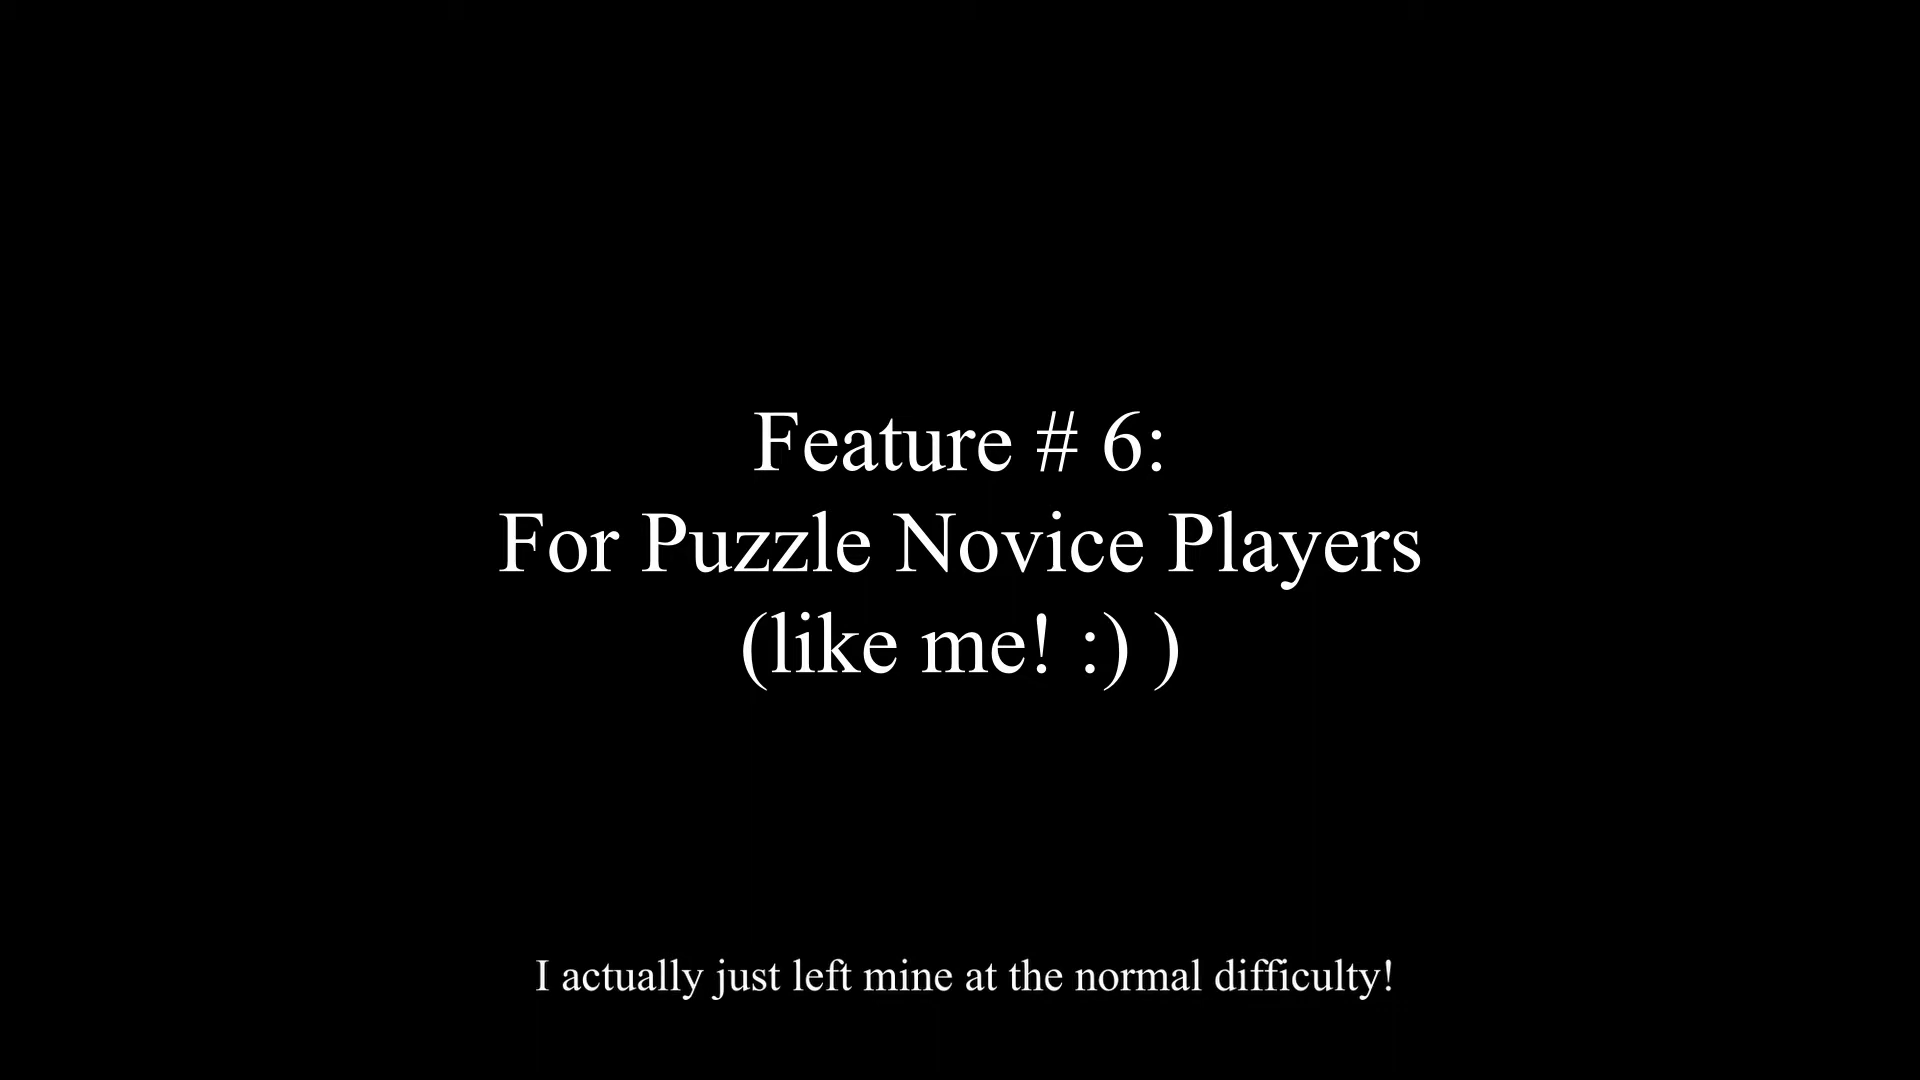 Feature # 6:
For Puzzle Novice Players
(like me! :) )
I actually just left mine at the normal difficulty!